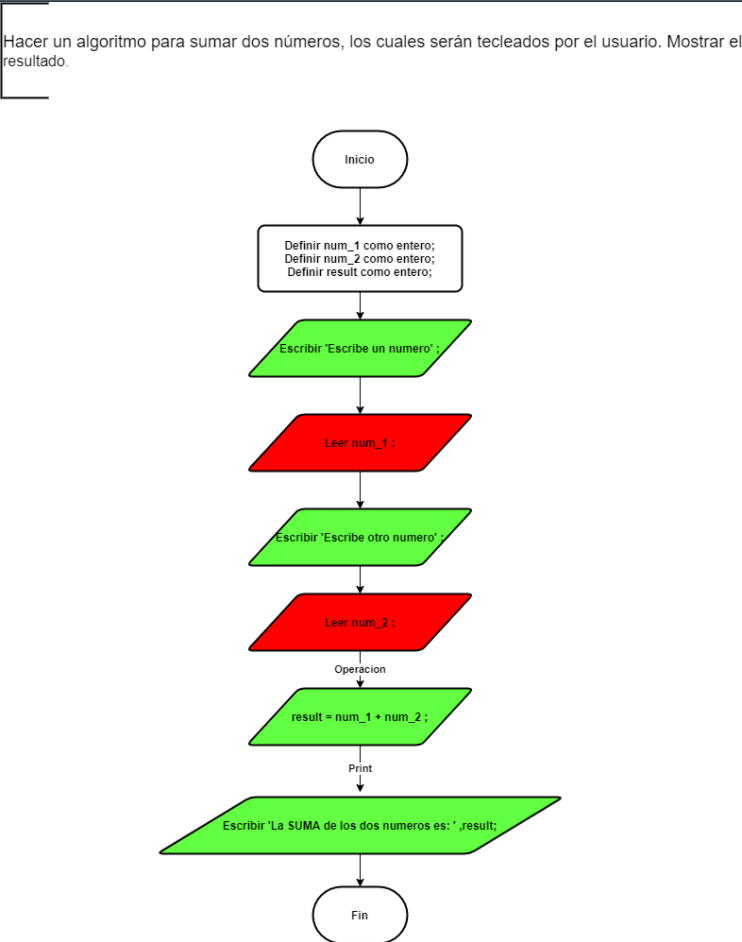 Hacer un algoritmo para sumar dos números, los cuales serán tecleados por el usuario. Mostrar el
resultado.
Inicio
Definir num_1 como entero;
Definir num_2 como entero;
Definir result como entero;
Escribir 'Escribe un numero' ;
Leer num_1 ;
Escribir 'Escribe otro numero' ;
Leer num_2 ;
Operacion
result = num_1 + num_2 ;
Print
Escribir 'La SUMA de los dos numeros es: ' ,result;
Fin